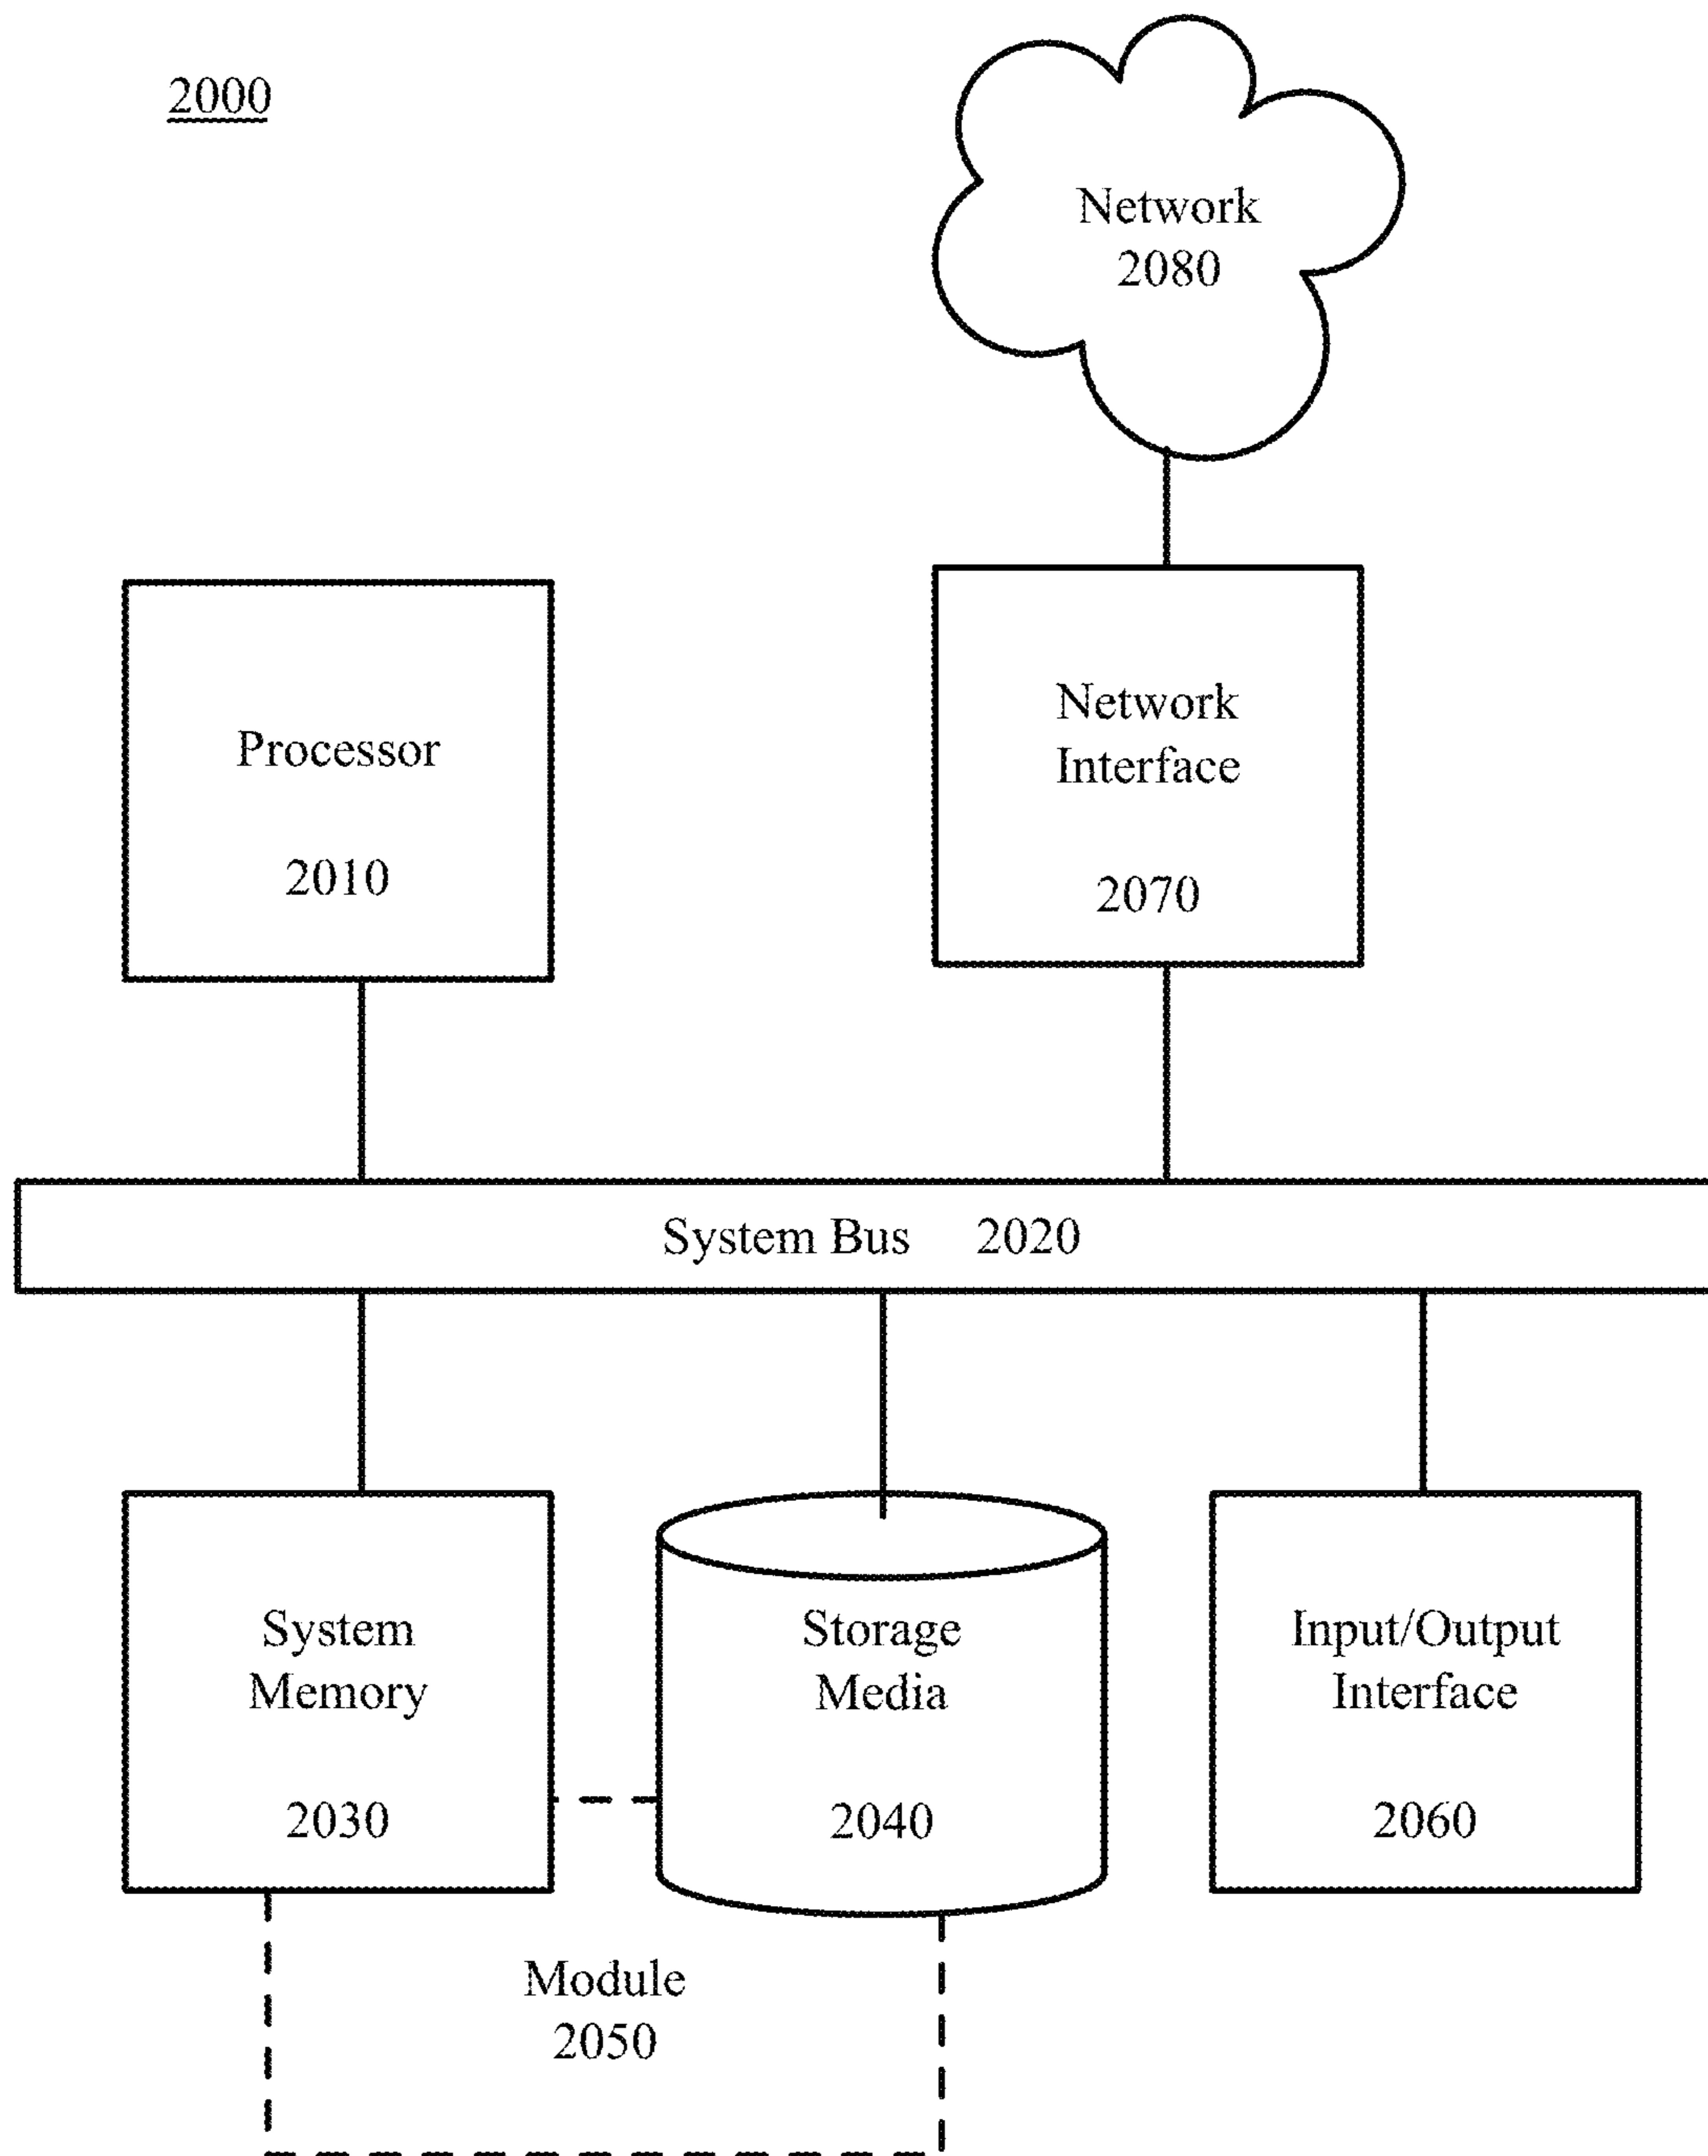 2000
Network
2080
Processor
2010
Network
Interface
2070
System Bus 2020
System
Memory
2030
Storage
Media
2040
Input/Output
Interface
2060
Module
2050